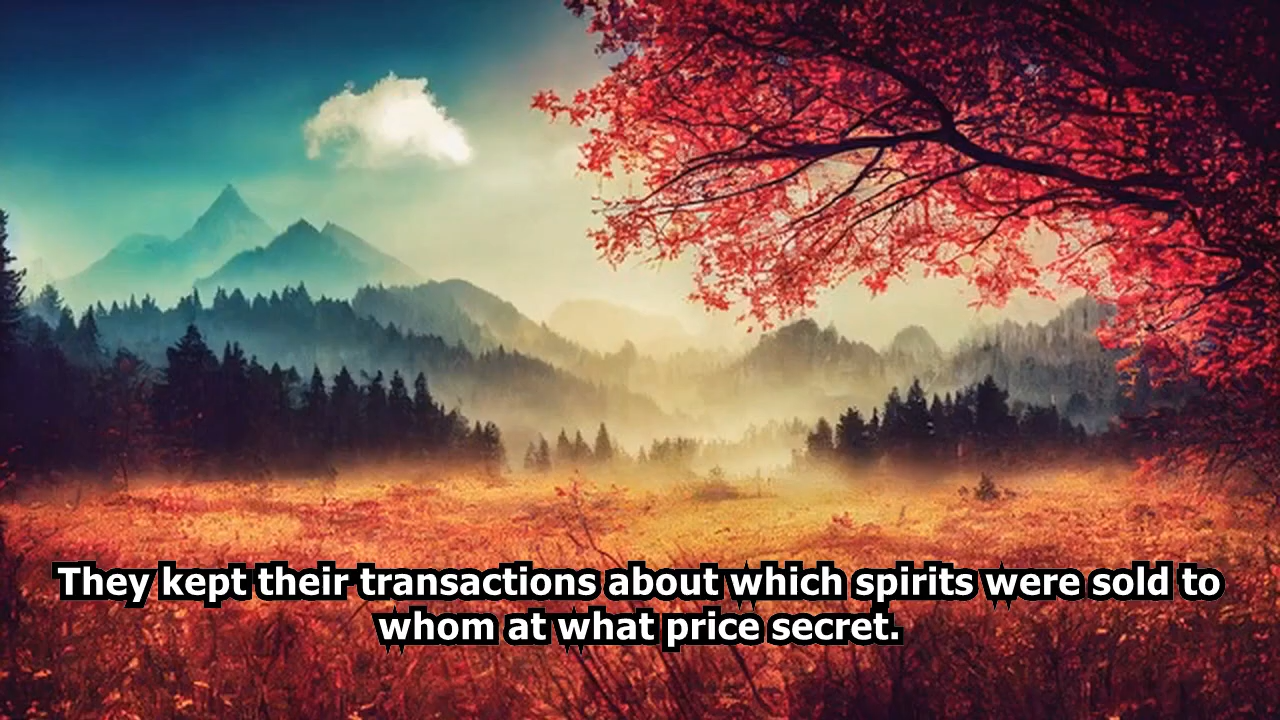 They kept their transactions about which spirits were sold to
whom at what price secret.